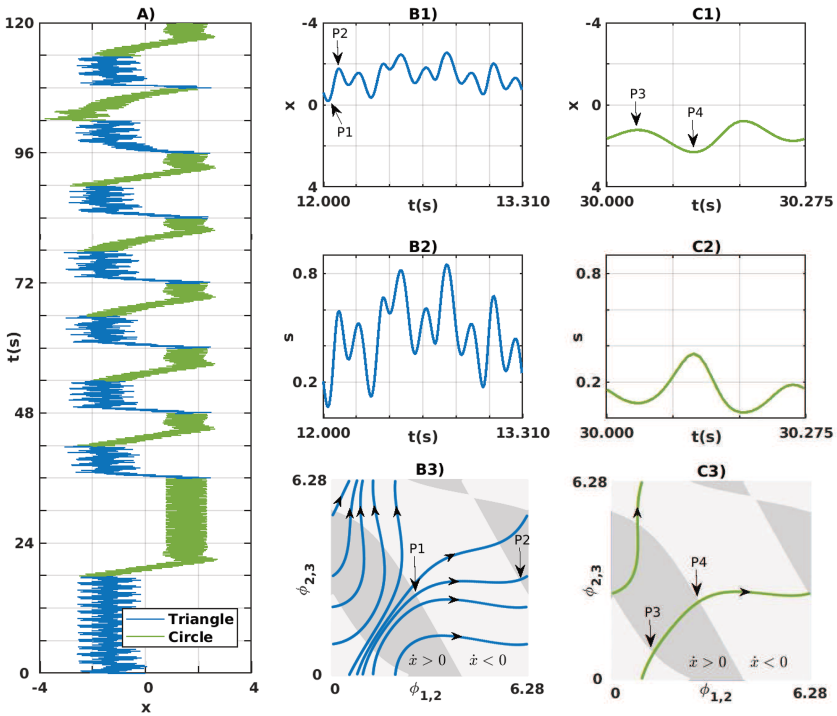 A)
120
96
72
48
24
0
t(s)
-4
0
4
x
Triangle
Circle
B1)
-4
0
4
x
P2
P1
12.000
13.310
t(s)
C1)
-4
0
4
x
P3
P4
30.000
30.275
t(s)
B2)
0.8
0.2
s
12.000
13.310
t(s)
C2)
0.8
0.2
s
30.000
30.275
t(s)
B3)
6.28
ϕ2,3
0
P1
P2
ẋ > 0
ẋ < 0
0
ϕ1,2
6.28
C3)
6.28
ϕ2,3
0
P4
P3
ẋ > 0
ẋ < 0
0
ϕ1,2
6.28